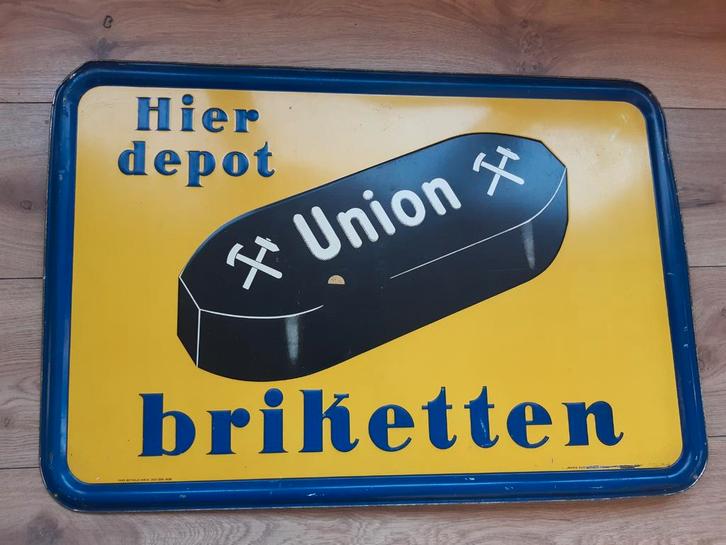 Hier
depot
Union
briketten